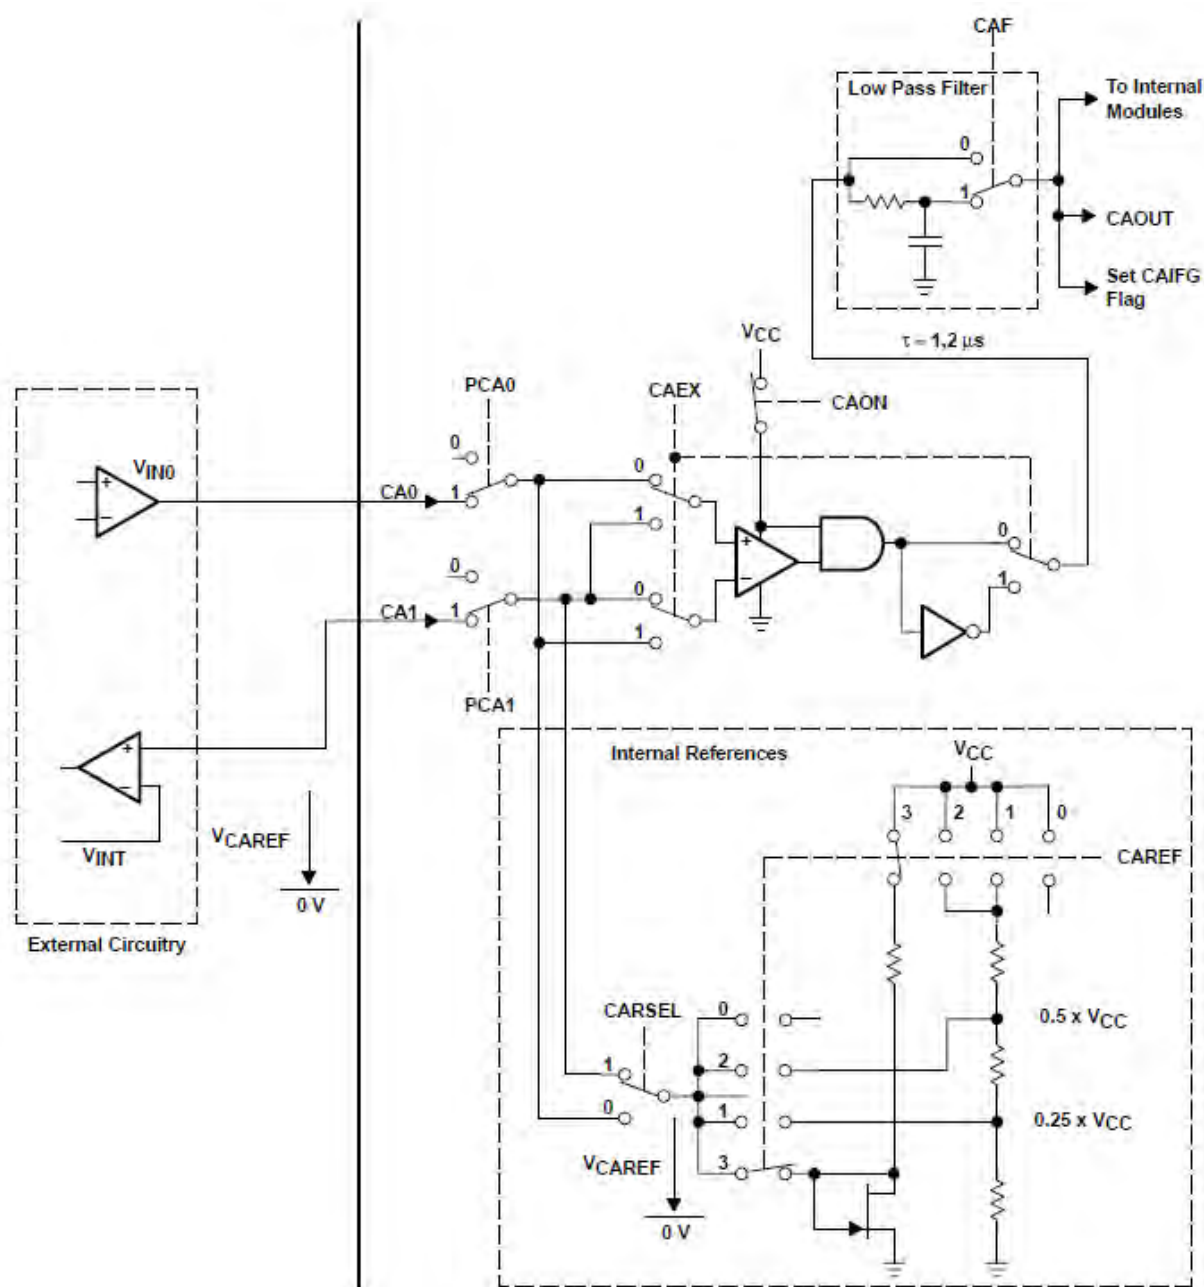 CAF
Low Pass Filter
To Internal
Modules
0
1
CAOUT
Set CAIFG
Flag
τ = 1,2 μs
VCC
PCA0
CAEX
CAON
VIN0
0
0
0
+
−
CA0
1
1
+
−
0
0
1
CA1
1
1
PCA1
Internal References
VCC
3
2
1
0
+
−
VINT
VCAREF
0 V
CAREF
External Circuitry
CARSEL
0
0.5 x VCC
1
2
0
1
0.25 x VCC
VCAREF
3
0 V